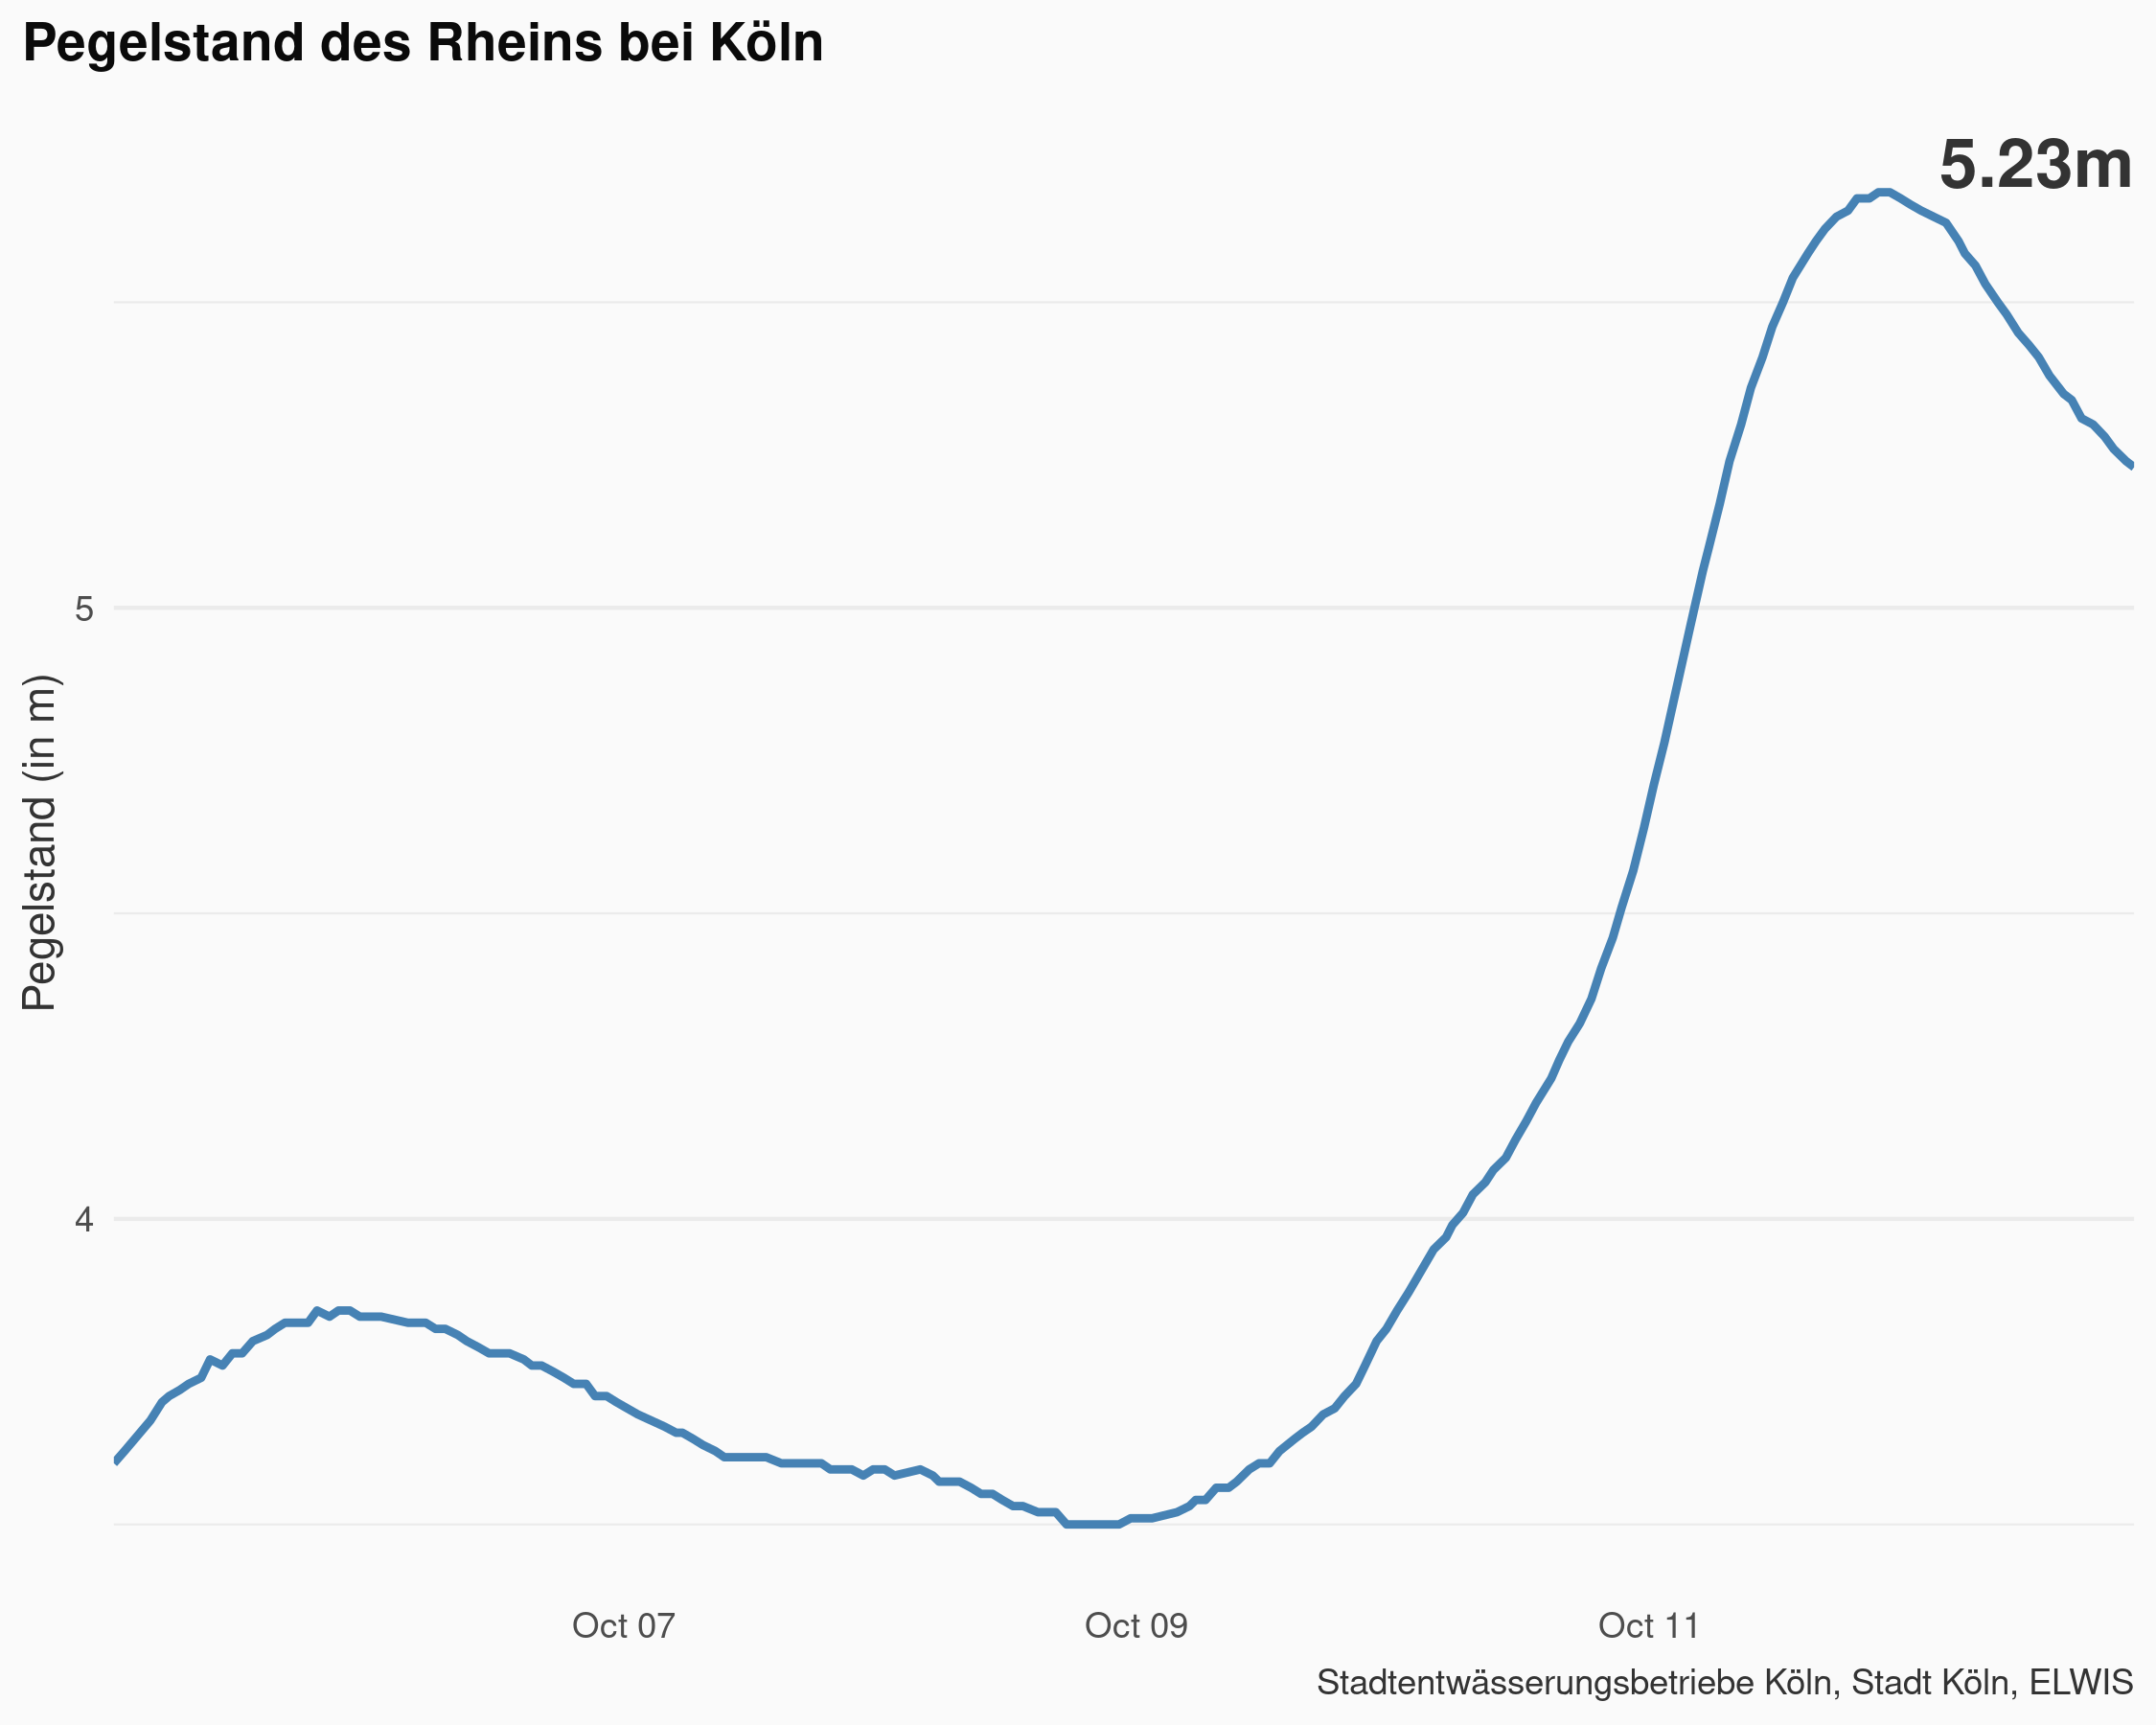 Pegelstand des Rheins bei Köln
5.23m
5
4
Pegelstand (in m)
Oct 07
Oct 09
Oct 11
Stadtentwässerungsbetriebe Köln, Stadt Köln, ELWIS